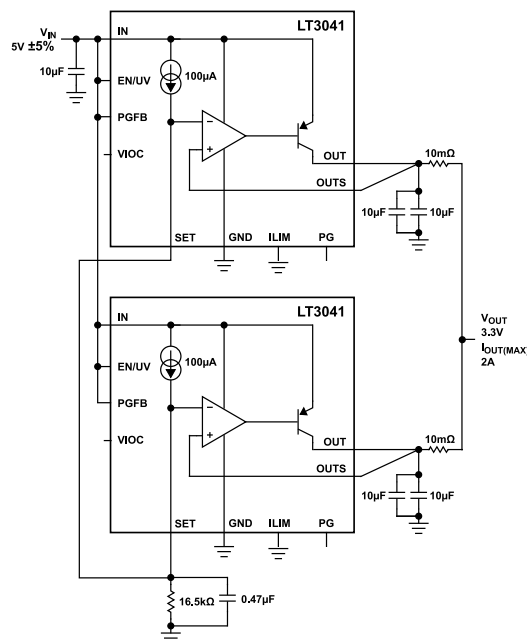 LT3041
VIN
5V ±5%
IN
10µF
100µA
EN/UV
PGFB
VIOC
−
+
OUT
10mΩ
OUTS
10µF
10µF
SET
GND
ILIM
PG
LT3041
IN
100µA
EN/UV
PGFB
VIOC
−
+
OUT
10mΩ
OUTS
10µF
10µF
SET
GND
ILIM
PG
VOUT
3.3V
IOUT(MAX)
2A
16.5kΩ
0.47µF